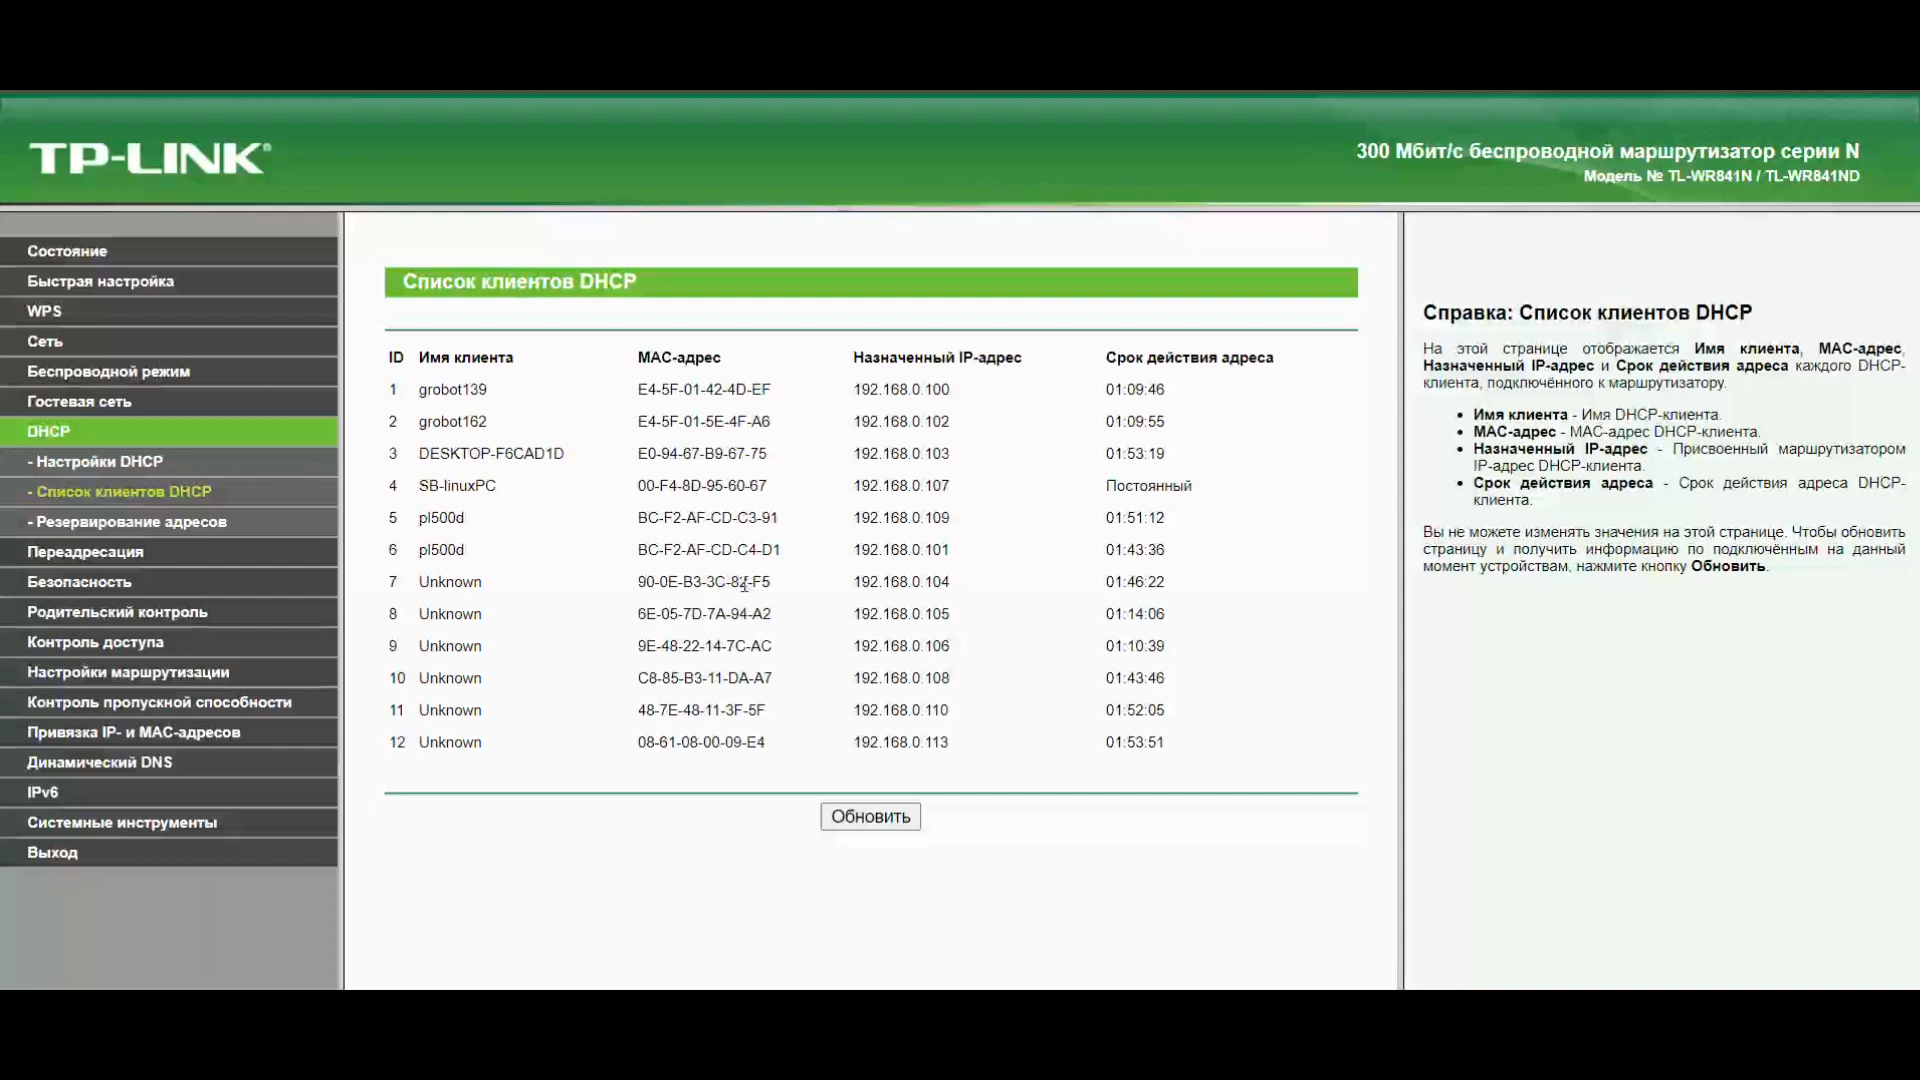 TP-LINK®
300 Мбит/с беспроводной маршрутизатор серии N
Модель № TL-WR841N / TL-WR841ND
Состояние
Быстрая настройка
WPS
Сеть
Беспроводной режим
Гостевая сеть
DHCP
- Настройки DHCP
- Список клиентов DHCP
- Резервирование адресов
Переадресация
Безопасность
Родительский контроль
Контроль доступа
Настройки маршрутизации
Контроль пропускной способности
Привязка IP- и MAC-адресов
Динамический DNS
IPv6
Системные инструменты
Выход
Список клиентов DHCP
ID Имя клиента MAC-адрес Назначенный IP-адрес Срок действия адреса
1 grobot139 E4-5F-01-42-4D-EF 192.168.0.100 01:09:46
2 grobot162 E4-5F-01-5E-4F-A6 192.168.0.102 01:09:55
3 DESKTOP-F6CAD1D E0-94-67-B9-67-75 192.168.0.103 01:53:19
4 SB-linuxPC 00-F4-8D-95-60-67 192.168.0.107 Постоянный
5 pl500d BC-F2-AF-CD-C3-91 192.168.0.109 01:51:12
6 pl500d BC-F2-AF-CD-C4-D1 192.168.0.101 01:43:36
7 Unknown 192.168.0.104 01:46:22
8 Unknown 6E-05-7D-7A-94-A2 192.168.0.105 01:14:06
9 Unknown 9E-48-22-14-7C-AC 192.168.0.106 01:10:39
10 Unknown C8-85-B3-11-DA-A7 192.168.0.108 01:43:46
11 Unknown 48-7E-48-11-3F-5F 192.168.0.110 01:52:05
12 Unknown 08-61-08-00-09-E4 192.168.0.113 01:53:51
Обновить
Справка: Список клиентов DHCP
На этой странице отображается Имя клиента, MAC-адрес,
Назначенный IP-адрес и Срок действия адреса каждого DHCP-
клиента, подключённого к маршрутизатору.
• Имя клиента - Имя DHCP-клиента.
• MAC-адрес - MAC-адрес DHCP-клиента.
• Назначенный IP-адрес - Присвоенный маршрутизатором
IP-адрес DHCP-клиента.
• Срок действия адреса - Срок действия адреса DHCP-
клиента.
Вы не можете изменять значения на этой странице. Чтобы обновить
страницу и получить информацию по подключённым на данный
момент устройствам, нажмите кнопку Обновить.